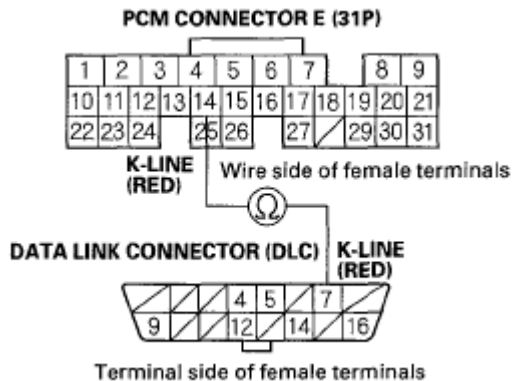 PCM CONNECTOR E (31P)
1 2 3 4 5 6 7 8 9
10 11 12 13 14 15 16 17 18 19 20 21
22 23 24 25 26 27 29 30 31
K-LINE
(RED)
Wire side of female terminals
Ω
DATA LINK CONNECTOR (DLC)
K-LINE
(RED)
4 5 7
9 12 14 16
Terminal side of female terminals